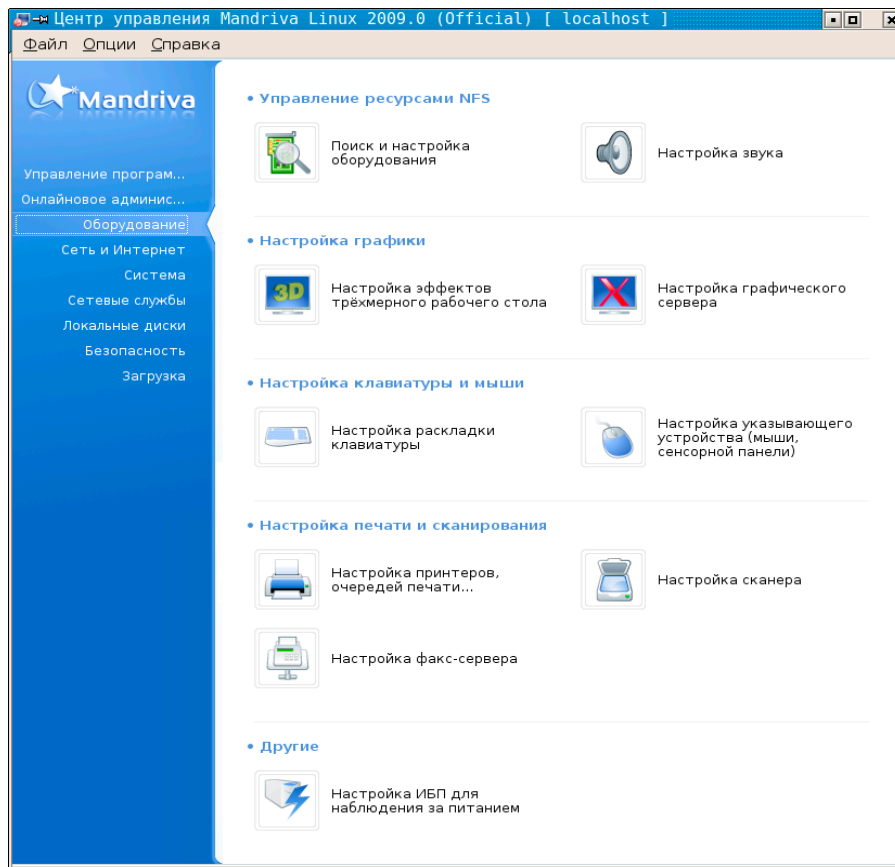 Центр управления Mandriva Linux 2009.0 (Official) [ localhost ]
Файл Опции Справка
Mandriva
Управление програм...
Онлайновое админис...
Оборудование
Сеть и Интернет
Система
Сетевые службы
Локальные диски
Безопасность
Загрузка
• Управление ресурсами NFS
Поиск и настройка
оборудования
Настройка звука
• Настройка графики
Настройка эффектов
трёхмерного рабочего стола
Настройка графического
сервера
• Настройка клавиатуры и мыши
Настройка раскладки
клавиатуры
Настройка указывающего
устройства (мыши,
сенсорной панели)
• Настройка печати и сканирования
Настройка принтеров,
очередей печати...
Настройка сканера
Настройка факс-сервера
• Другие
Настройка ИБП для
наблюдения за питанием
3D